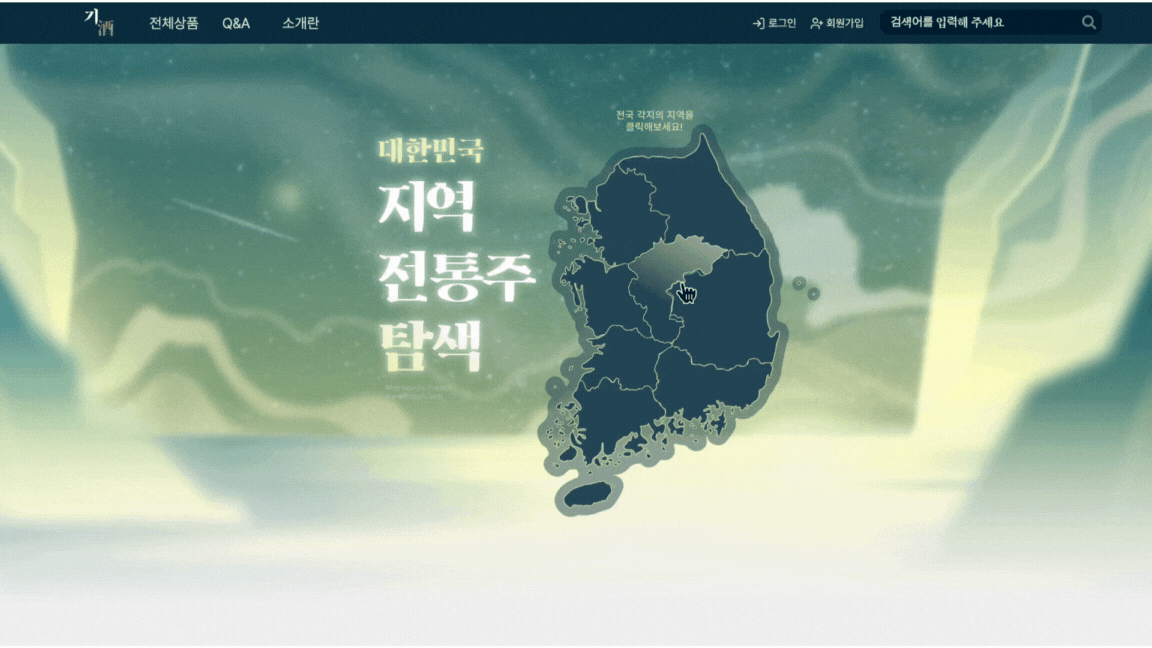 기酒
전체상품
Q&A
소개란
로그인
회원가입
검색어를 입력해 주세요
전국 각지의 지역을
클릭해보세요!
대한민국
지역
전통주
탐색